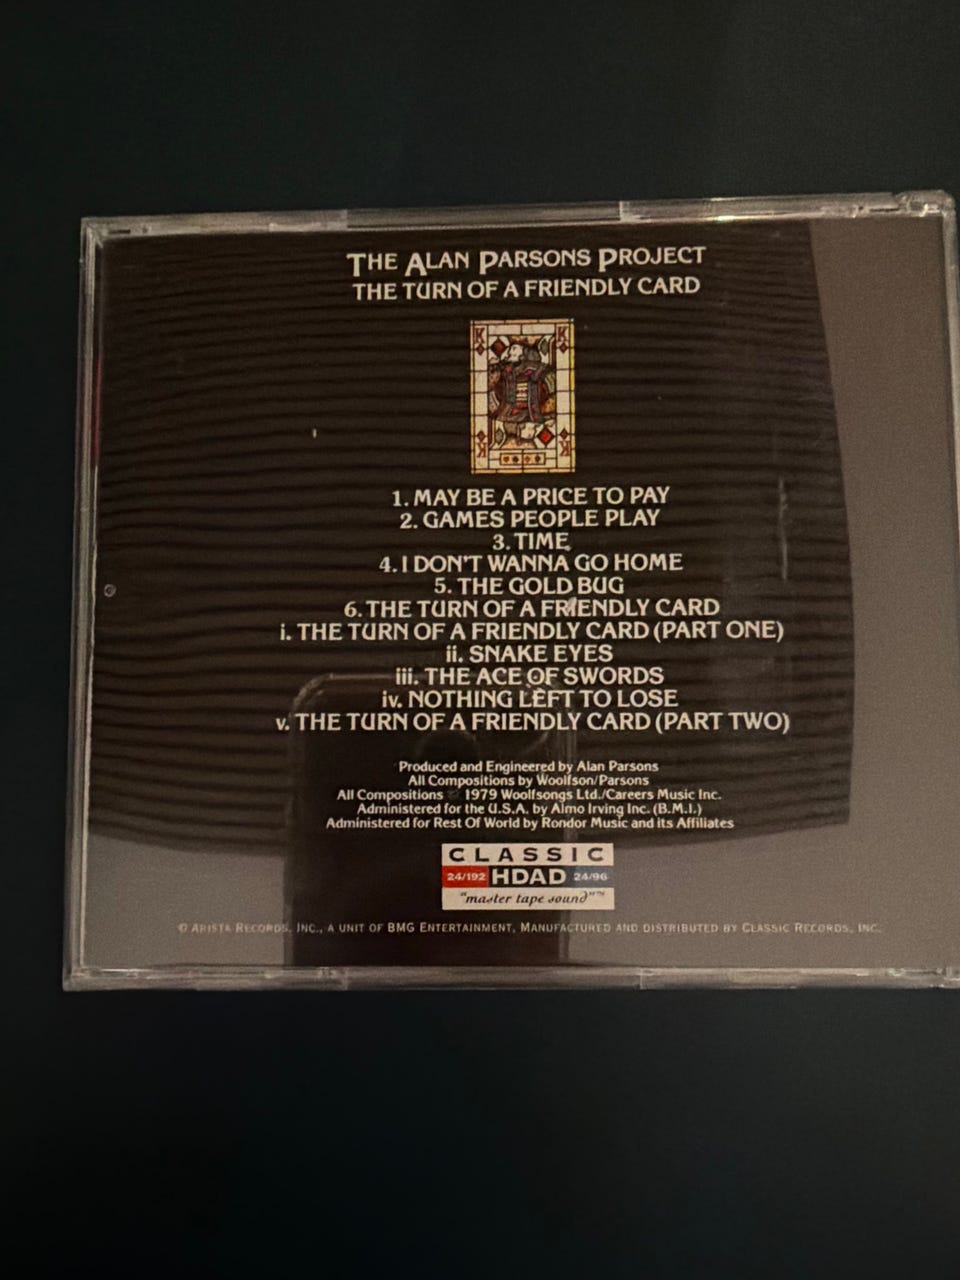 THE ALAN PARSONS PROJECT
THE TURN OF A FRIENDLY CARD
K K
1. MAY BE A PRICE TO PAY
2. GAMES PEOPLE PLAY
3. TIME
4. I DON'T WANNA GO HOME
5. THE GOLD BUG
6. THE TURN OF A FRIENDLY CARD
i. THE TURN OF A FRIENDLY CARD (PART ONE)
ii. SNAKE EYES
iii. THE ACE OF SWORDS
iv. NOTHING LEFT TO LOSE
v. THE TURN OF A FRIENDLY CARD (PART TWO)
Produced and Engineered by Alan Parsons
All Compositions by Woolfson/Parsons
All Compositions © 1979 Woolfsongs Ltd./Careers Music Inc.
Administered for the U.S.A. by Almo Irving Inc. (B.M.I.)
Administered for Rest Of World by Rondor Music and its Affiliates
CLASSIC
24/192 HDAD 24/96
"master tape sound"™
© ARISTA RECORDS, INC., A UNIT OF BMG ENTERTAINMENT, MANUFACTURED AND DISTRIBUTED BY CLASSIC RECORDS, INC.